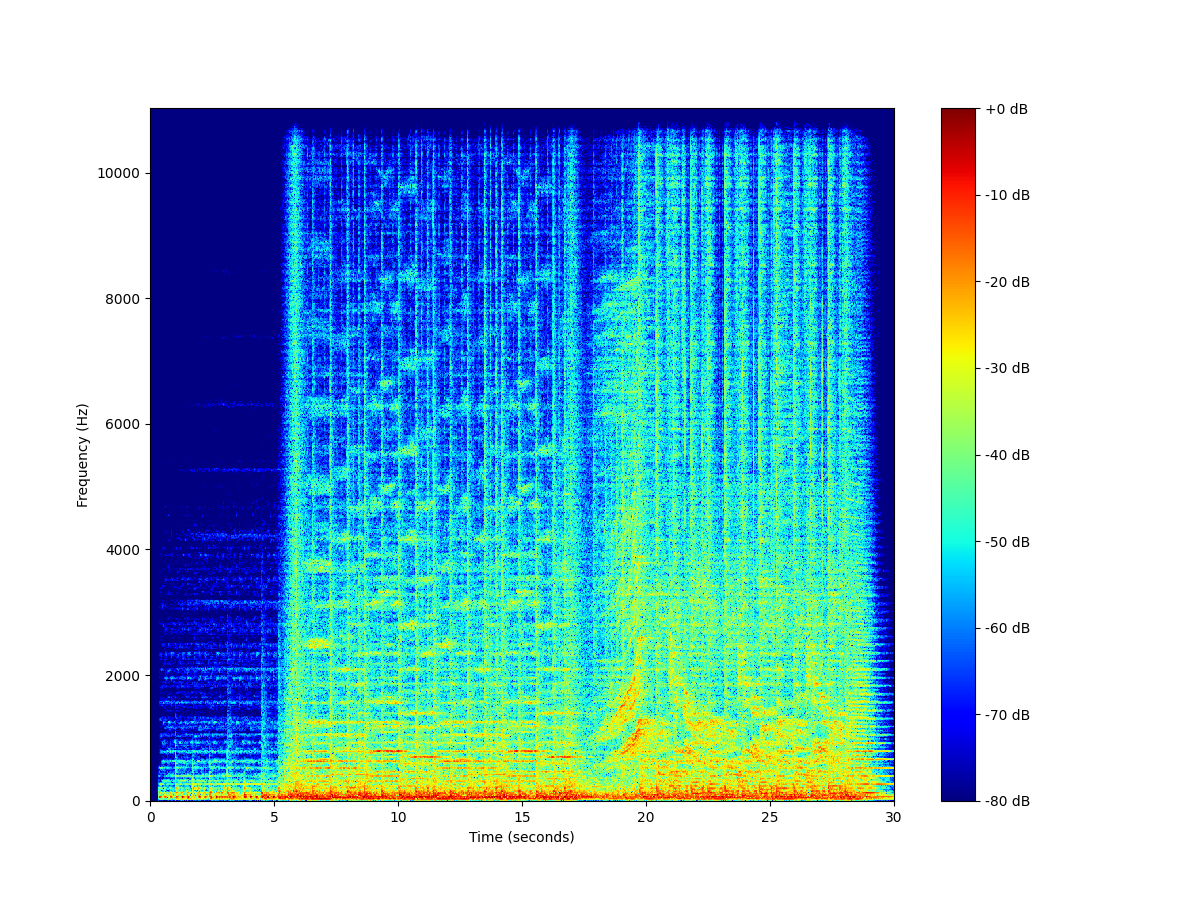 +0 dB
10000
-10 dB
8000
-20 dB
-30 dB
6000
Frequency (Hz)
-40 dB
4000
-50 dB
-60 dB
2000
-70 dB
0
-80 dB
0 5 10 15 20 25 30
Time (seconds)